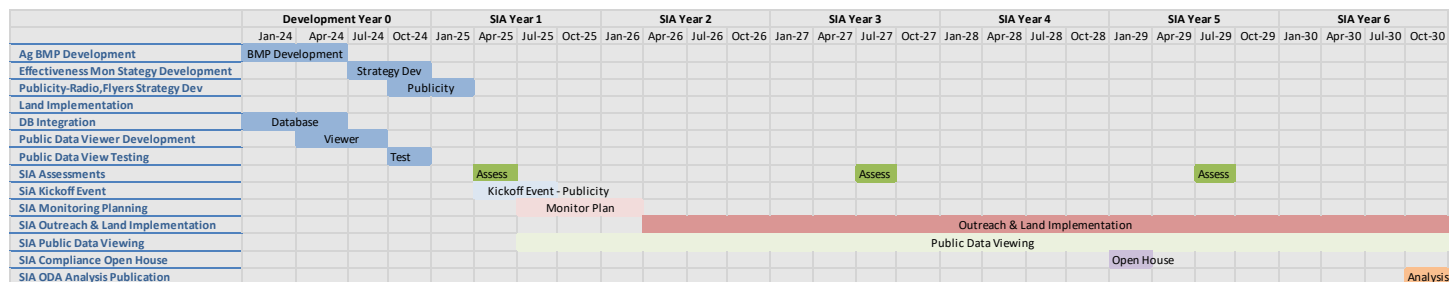 Development Year 0 SIA Year 1 SIA Year 2 SIA Year 3 SIA Year 4 SIA Year 5 SIA Year 6
Jan-24 Apr-24 Jul-24 Oct-24 Jan-25 Apr-25 Jul-25 Oct-25 Jan-26 Apr-26 Jul-26 Oct-26 Jan-27 Apr-27 Jul-27 Oct-27 Jan-28 Apr-28 Jul-28 Oct-28 Jan-29 Apr-29 Jul-29 Oct-29 Jan-30 Apr-30 Jul-30 Oct-30
Ag BMP Development BMP Development
Effectiveness Mon Stategy Development Strategy Dev
Publicity-Radio,Flyers Strategy Dev Publicity
Land Implementation
DB Integration Database
Public Data Viewer Development Viewer
Public Data View Testing Test
SIA Assessments Assess Assess Assess
SiA Kickoff Event Kickoff Event - Publicity
SIA Monitoring Planning Monitor Plan
SIA Outreach & Land Implementation Outreach & Land Implementation
SIA Public Data Viewing Public Data Viewing
SIA Compliance Open House Open House
SIA ODA Analysis Publication Analysis